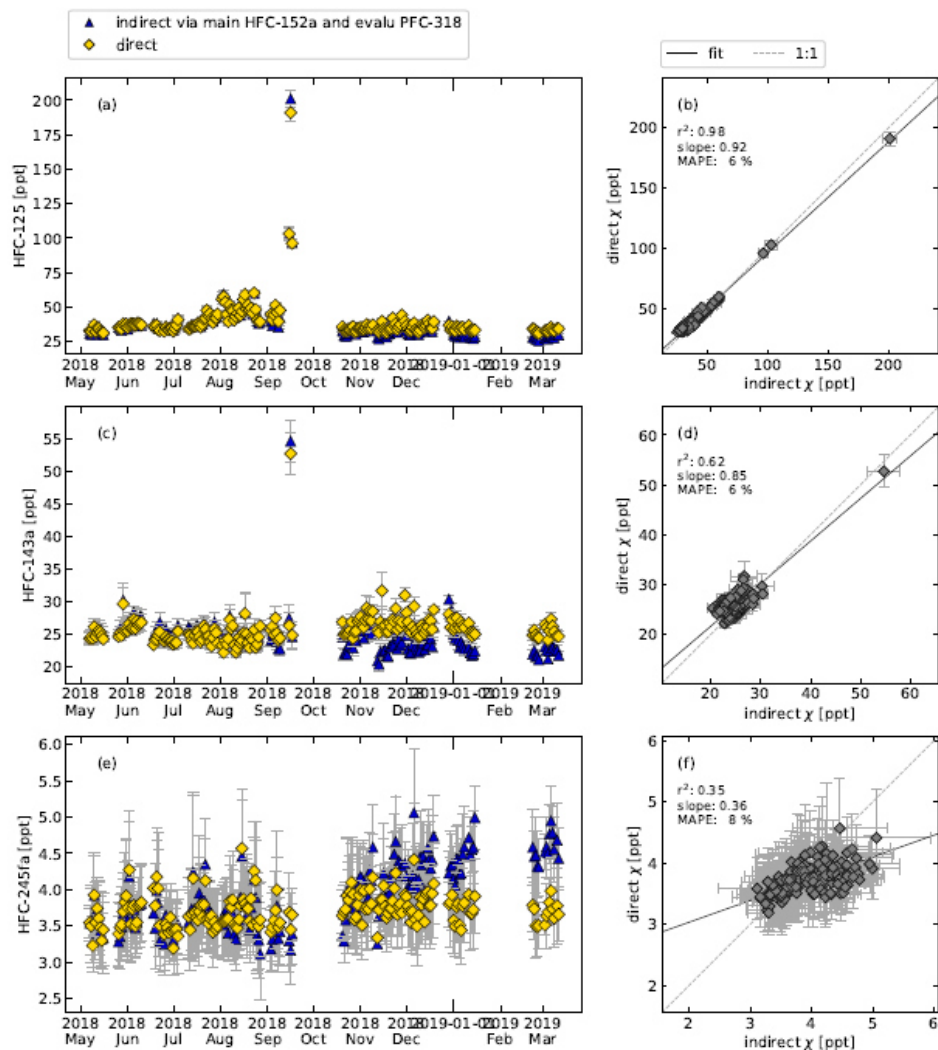 indirect via main HFC-152a and evalu PFC-318
direct
fit
1:1
(a)
HFC-125 [ppt]
200
175
150
125
100
75
50
25
2018 2018 2018 2018 2018 2018 2018 2018 2019-01-01 2019 2019
May Jun Jul Aug Sep Oct Nov Dec Feb Mar
(b)
r²: 0.98
slope: 0.92
MAPE: 6 %
direct χ [ppt]
200
150
100
50
50 100 150 200
indirect χ [ppt]
(c)
HFC-143a [ppt]
55
50
45
40
35
30
25
20
2018 2018 2018 2018 2018 2018 2018 2018 2019-01-01 2019 2019
May Jun Jul Aug Sep Oct Nov Dec Feb Mar
(d)
r²: 0.62
slope: 0.85
MAPE: 6 %
direct χ [ppt]
60
50
40
30
20
20 30 40 50 60
indirect χ [ppt]
(e)
HFC-245fa [ppt]
6.0
5.5
5.0
4.5
4.0
3.5
3.0
2.5
2018 2018 2018 2018 2018 2018 2018 2018 2019-01-01 2019 2019
May Jun Jul Aug Sep Oct Nov Dec Feb Mar
(f)
r²: 0.35
slope: 0.36
MAPE: 8 %
direct χ [ppt]
6
5
4
3
2
2 3 4 5 6
indirect χ [ppt]